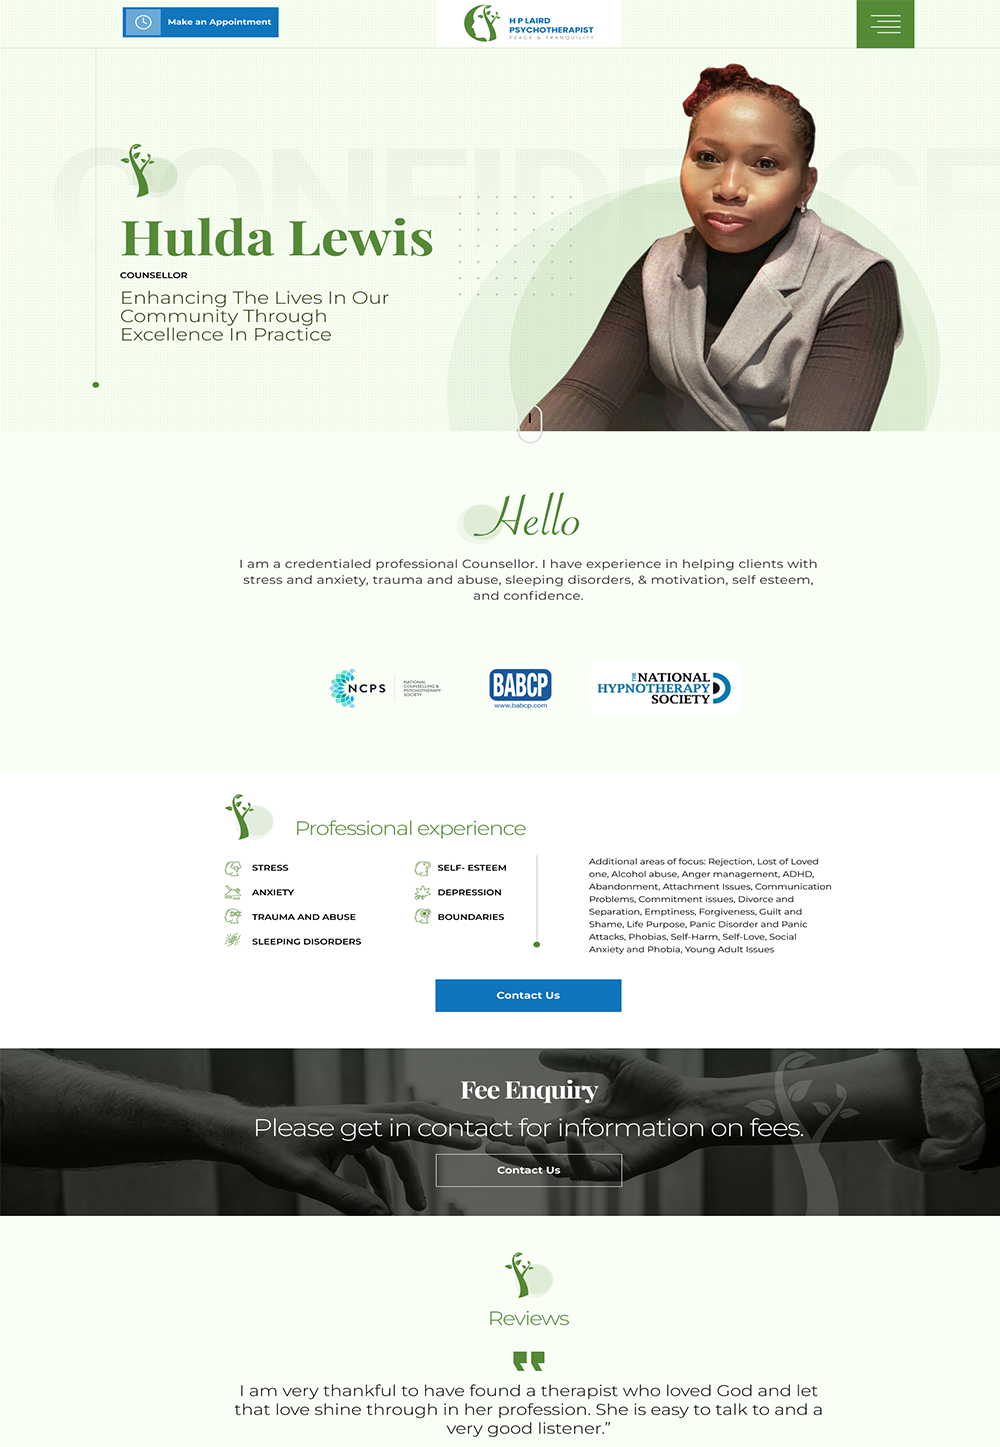 Make an Appointment
H P LAIRD
PSYCHOTHERAPIST
PEACE & TRANQUILITY
CONFIDENCE
Hulda Lewis
COUNSELLOR
Enhancing The Lives In Our
Community Through
Excellence In Practice
Hello
I am a credentialed professional Counsellor. I have experience in helping clients with
stress and anxiety, trauma and abuse, sleeping disorders, & motivation, self esteem,
and confidence.
NCPS
NATIONAL
COUNSELLING &
PSYCHOTHERAPY
SOCIETY
BABCP
www.babcp.com
THE NATIONAL
HYPNOTHERAPY
SOCIETY
Professional experience
STRESS
ANXIETY
TRAUMA AND ABUSE
SLEEPING DISORDERS
SELF- ESTEEM
DEPRESSION
BOUNDARIES
Additional areas of focus: Rejection, Lost of Loved
one, Alcohol abuse, Anger management, ADHD,
Abandonment, Attachment Issues, Communication
Problems, Commitment issues, Divorce and
Separation, Emptiness, Forgiveness, Guilt and
Shame, Life Purpose, Panic Disorder and Panic
Attacks, Phobias, Self-Harm, Self-Love, Social
Anxiety and Phobia, Young Adult Issues
Contact Us
Fee Enquiry
Please get in contact for information on fees.
Contact Us
Reviews
I am very thankful to have found a therapist who loved God and let
that love shine through in her profession. She is easy to talk to and a
very good listener.”